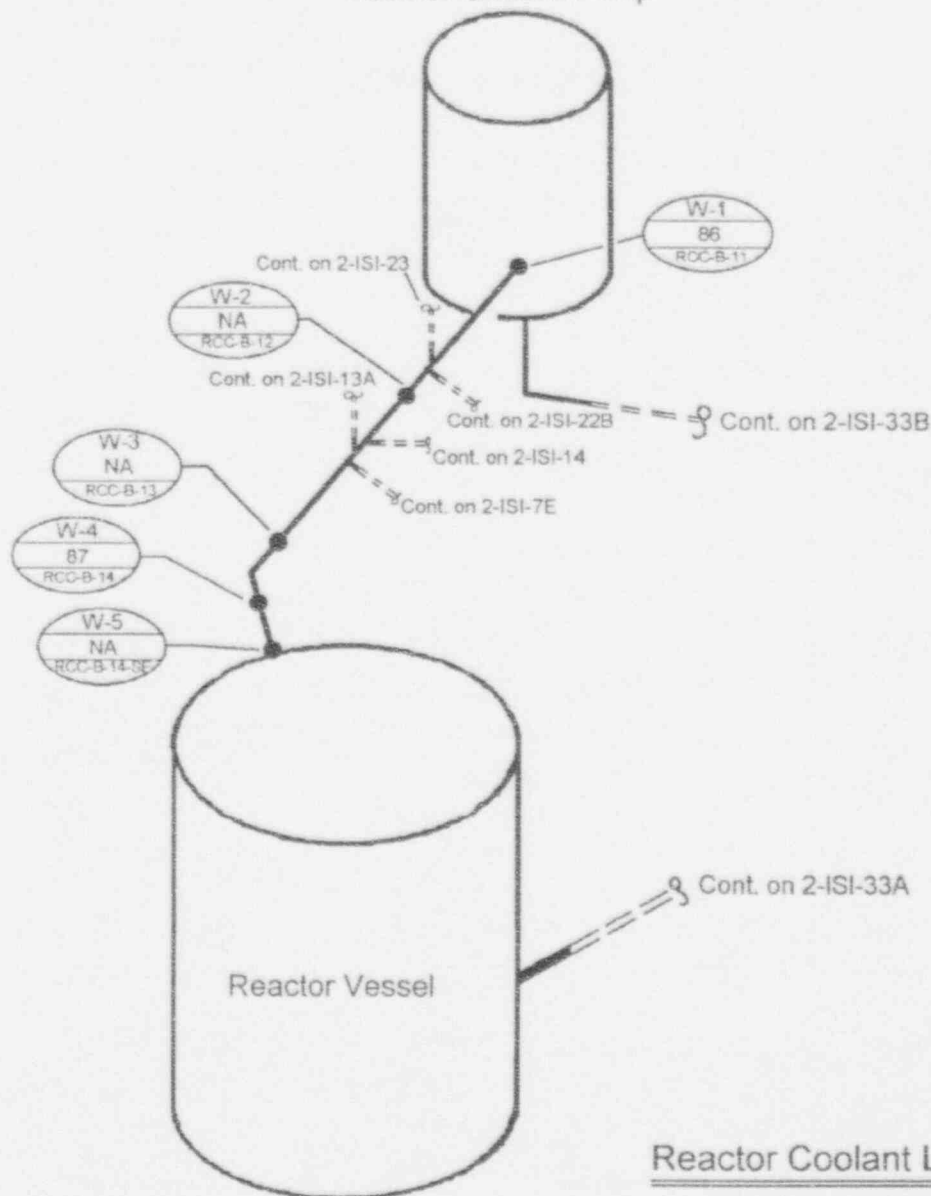 W-1
86
RCC-B-11
Cont. on 2-ISI-23
W-2
NA
RCC-B-12
Cont. on 2-ISI-13A
Cont. on 2-ISI-22B
Cont. on 2-ISI-33B
W-3
NA
RCC-B-13
Cont. on 2-ISI-14
Cont. on 2-ISI-7E
W-4
87
RCC-B-14
W-5
NA
RCC-B-14-SE
Cont. on 2-ISI-33A
Reactor Vessel
Reactor Coolant L